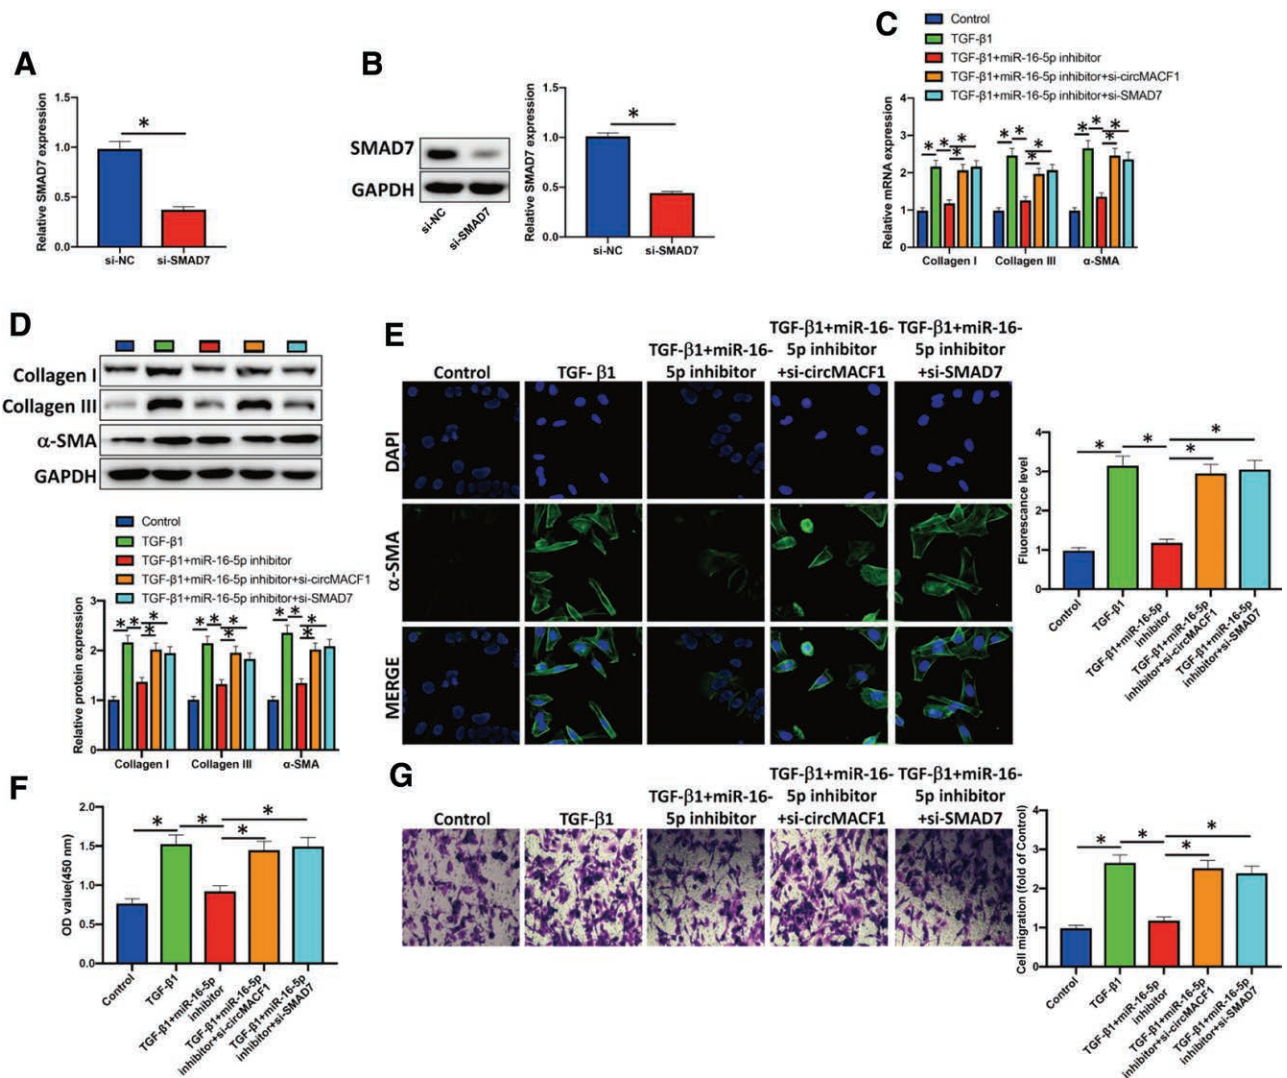 A
Relative SMAD7 expression
1.5
1.0
0.5
0.0
*
si-NC
si-SMAD7
B
SMAD7
GAPDH
si-NC
si-SMAD7
Relative SMAD7 expression
1.5
1.0
0.5
0.0
*
si-NC
si-SMAD7
C
Control
TGF-β1
TGF-β1+miR-16-5p inhibitor
TGF-β1+miR-16-5p inhibitor+si-circMACF1
TGF-β1+miR-16-5p inhibitor+si-SMAD7
Relative mRNA expression
4
3
2
1
0
* * * *
* * * *
* * * *
Collagen I
Collagen III
α-SMA
D
Collagen I
Collagen III
α-SMA
GAPDH
Control
TGF-β1
TGF-β1+miR-16-5p inhibitor
TGF-β1+miR-16-5p inhibitor+si-circMACF1
TGF-β1+miR-16-5p inhibitor+si-SMAD7
Relative protein expression
3
2
1
0
* * * *
* * * *
* * * *
Collagen I
Collagen III
α-SMA
E
Control
TGF- β1
TGF-β1+miR-16-
5p inhibitor
TGF-β1+miR-16-
5p inhibitor
+si-circMACF1
TGF-β1+miR-16-
5p inhibitor
+si-SMAD7
DAPI
α-SMA
MERGE
Fluorescance level
4
3
2
1
0
* * * *
Control
TGF-β1
TGF-β1+miR-16-5p
inhibitor
TGF-β1+miR-16-5p
inhibitor+si-circMACF1
TGF-β1+miR-16-5p
inhibitor+si-SMAD7
F
OD value(450 nm)
2.0
1.5
1.0
0.5
0.0
* * * *
Control
TGF-β1
TGF-β1+miR-16-5p
inhibitor
TGF-β1+miR-16-5p
inhibitor+si-circMACF1
TGF-β1+miR-16-5p
inhibitor+si-SMAD7
G
Control
TGF-β1
TGF-β1+miR-16-
5p inhibitor
TGF-β1+miR-16-
5p inhibitor
+si-circMACF1
TGF-β1+miR-16-
5p inhibitor
+si-SMAD7
Cell migration (fold of Control)
4
3
2
1
0
* * * *
Control
TGF-β1
TGF-β1+miR-16-5p
inhibitor
TGF-β1+miR-16-5p
inhibitor+si-circMACF1
TGF-β1+miR-16-5p
inhibitor+si-SMAD7